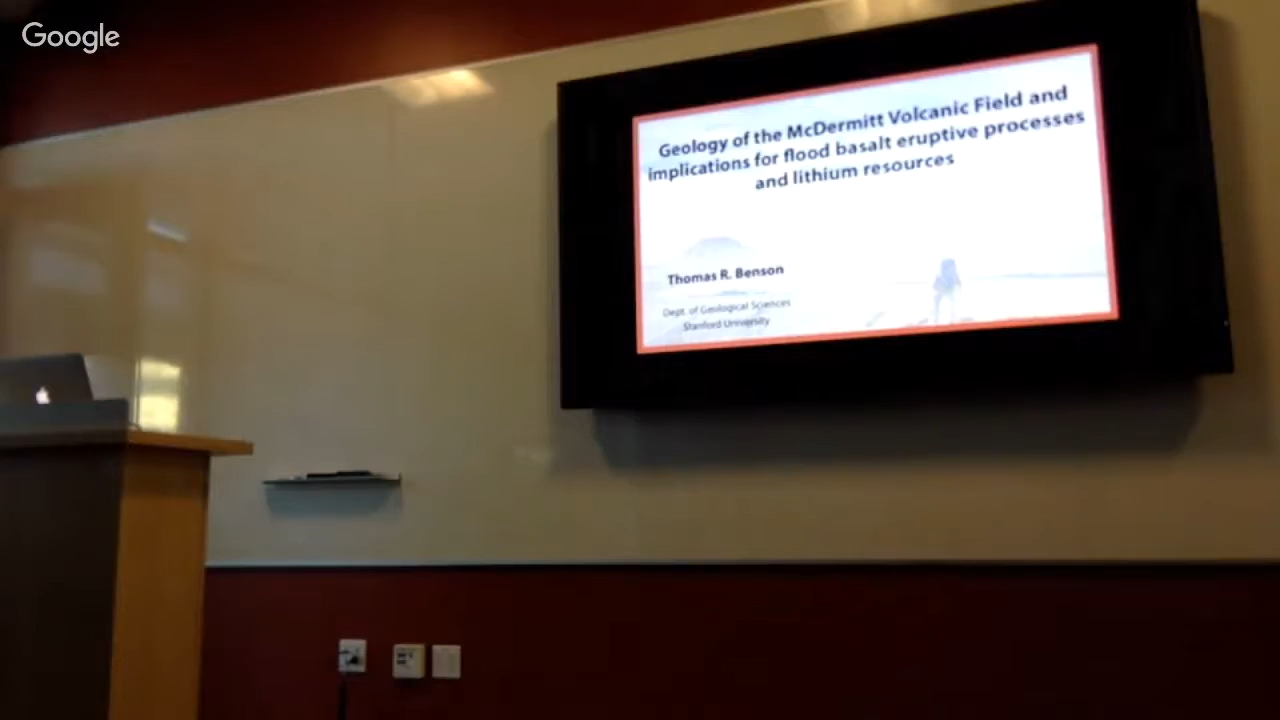 Google
Geology of the McDermitt Volcanic Field and
implications for flood basalt eruptive processes
and lithium resources
Thomas R. Benson
Dept. of Geological Sciences
Stanford University